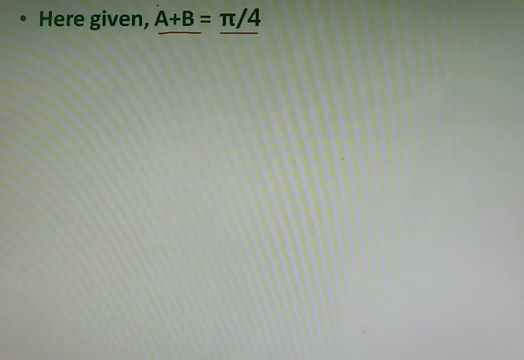 • Here given, A+B = π/4